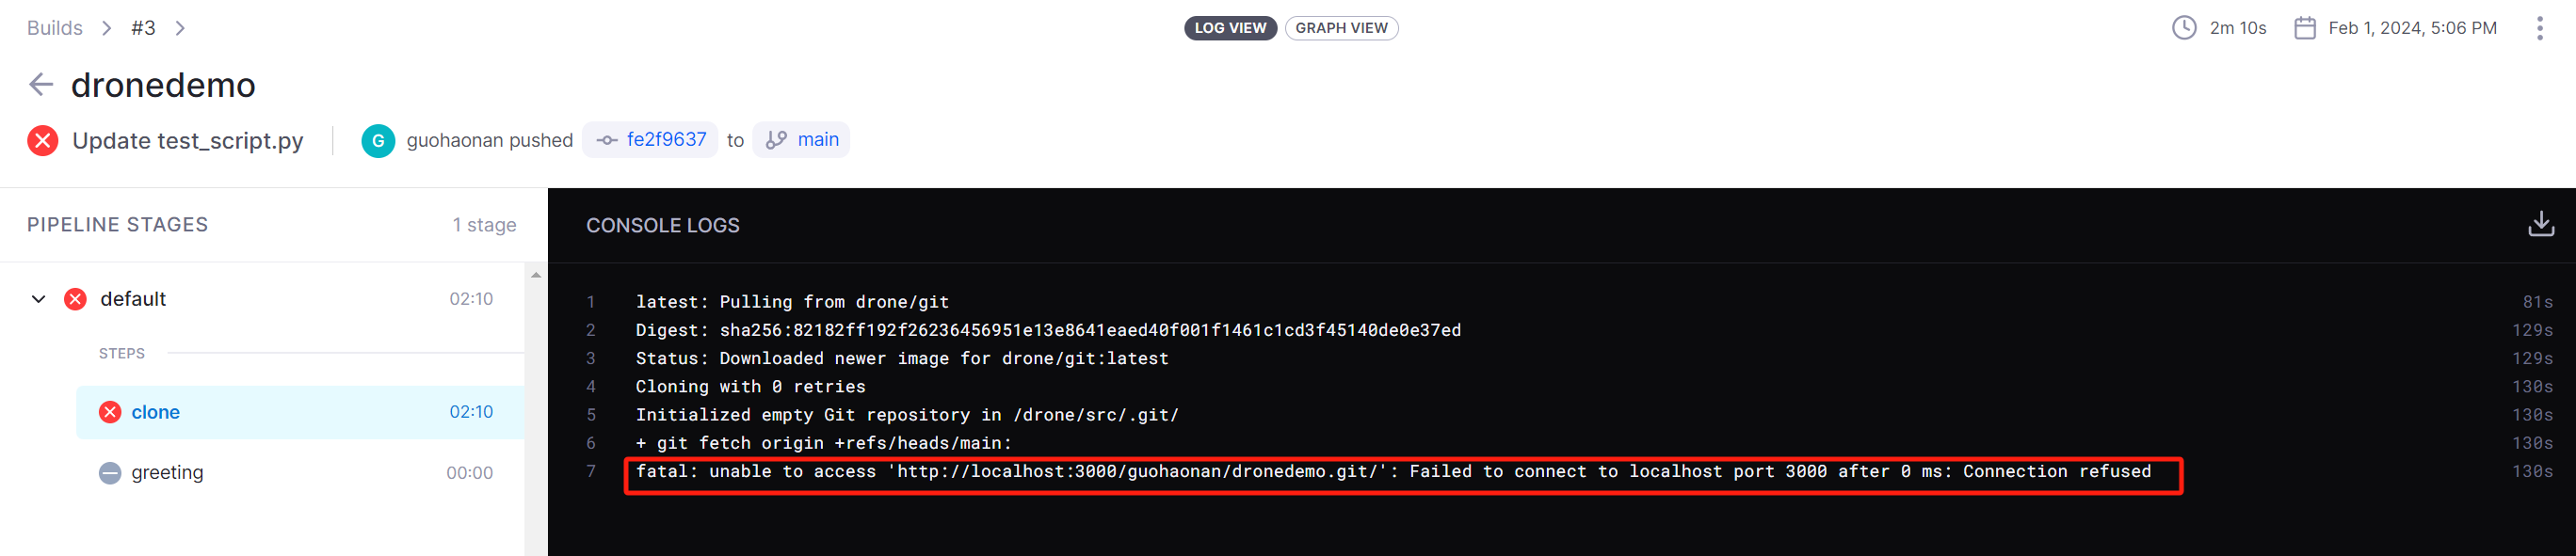 Builds > #3 >
LOG VIEW GRAPH VIEW
2m 10s Feb 1, 2024, 5:06 PM
dronedemo
Update test_script.py G guohaonan pushed fe2f9637 to main
PIPELINE STAGES 1 stage
default 02:10
STEPS
clone 02:10
greeting 00:00
CONSOLE LOGS
1 latest: Pulling from drone/git 81s
2 Digest: sha256:82182ff192f26236456951e13e8641eaed40f001f1461c1cd3f45140de0e37ed 129s
3 Status: Downloaded newer image for drone/git:latest 129s
4 Cloning with 0 retries 130s
5 Initialized empty Git repository in /drone/src/.git/ 130s
6 + git fetch origin +refs/heads/main: 130s
7 fatal: unable to access 'http://localhost:3000/guohaonan/dronedemo.git/': Failed to connect to localhost port 3000 after 0 ms: Connection refused 130s